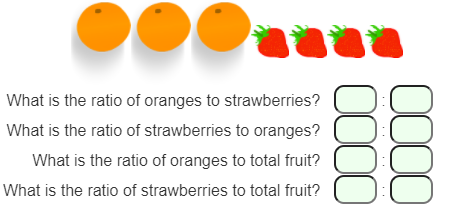 What is the ratio of oranges to strawberries? :
What is the ratio of strawberries to oranges? :
What is the ratio of oranges to total fruit? :
What is the ratio of strawberries to total fruit? :